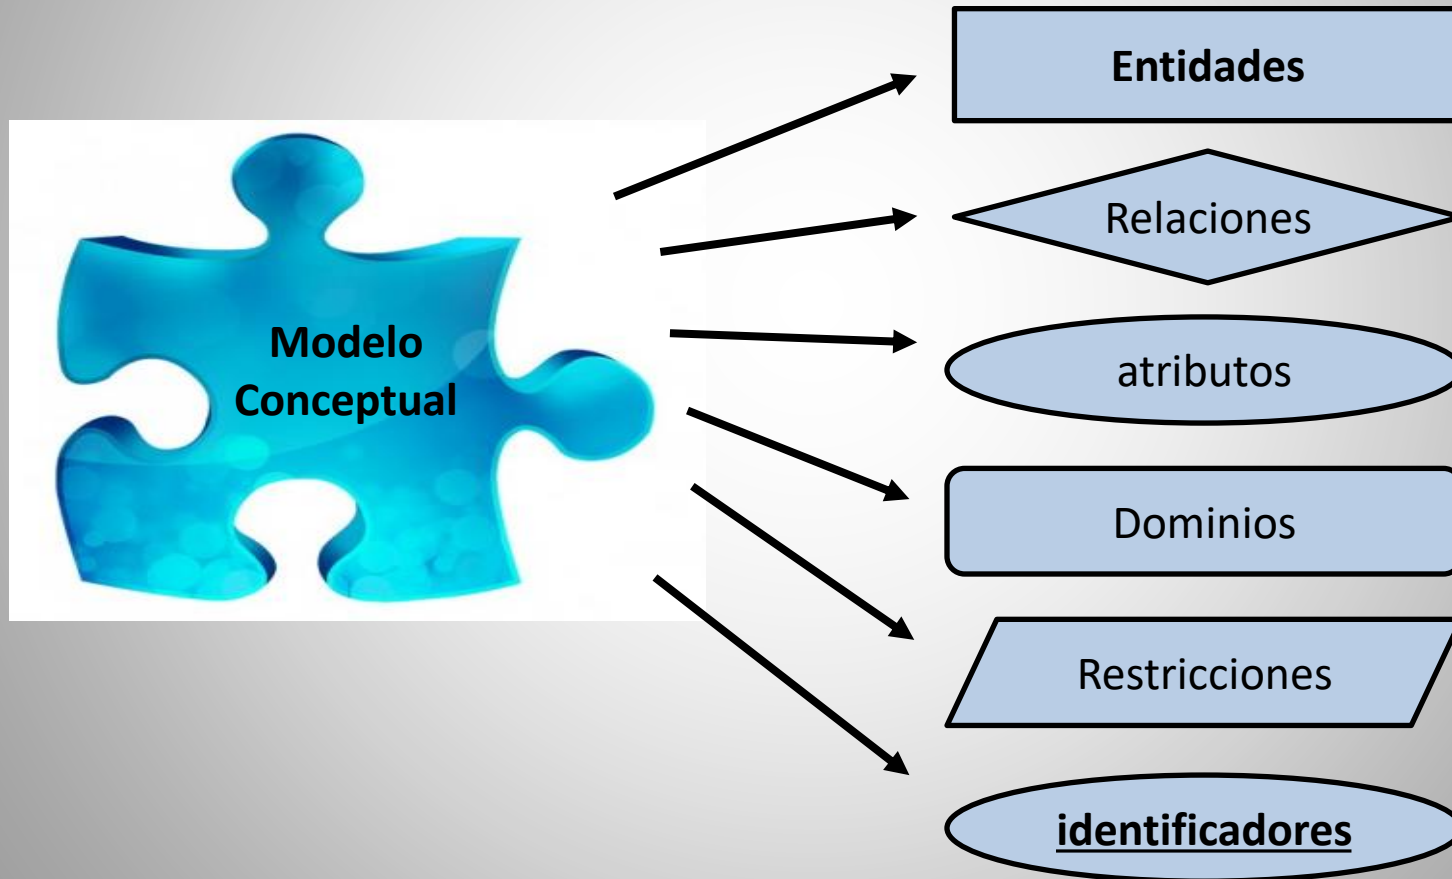 Modelo
Conceptual
Entidades
Relaciones
atributos
Dominios
Restricciones
identificadores